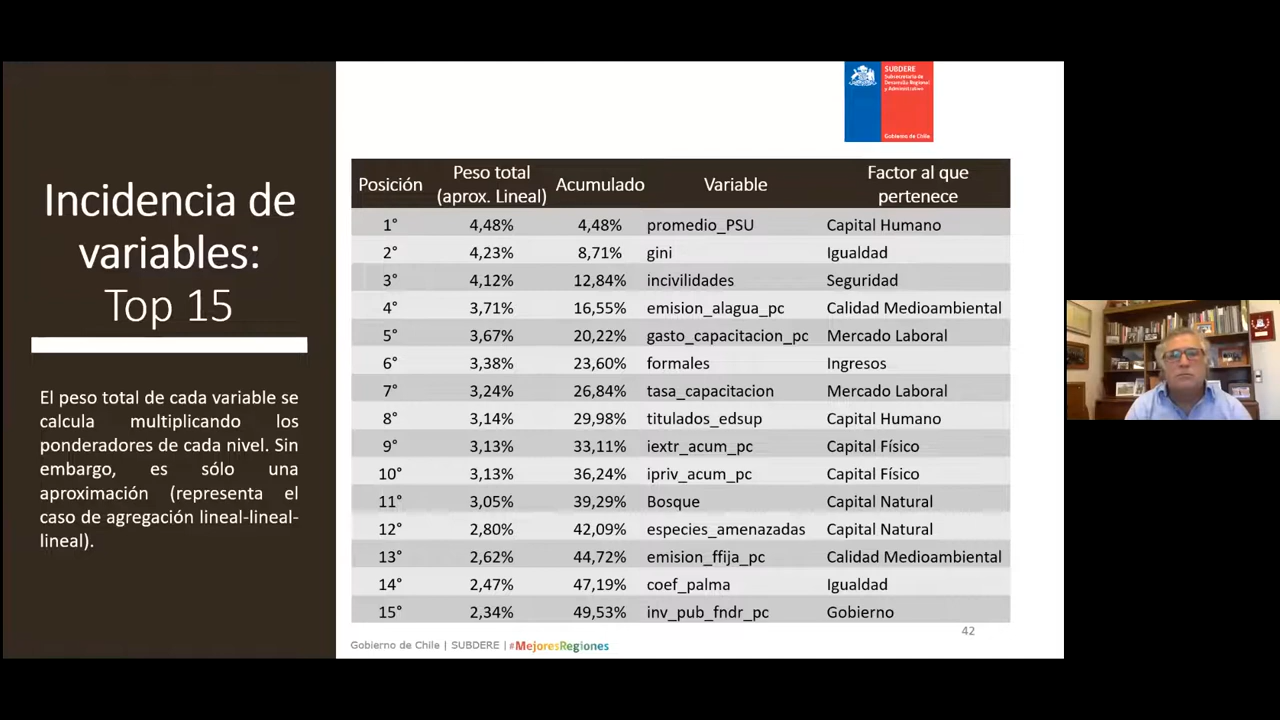 Incidencia de
variables:
Top 15
El peso total de cada variable se
calcula multiplicando los
ponderadores de cada nivel. Sin
embargo, es sólo una
aproximación (representa el
caso de agregación lineal-lineal-
lineal).
SUBDERE
Subsecretaría de
Desarrollo Regional
y Administrativo
Gobierno de Chile
Posición Peso total (aprox. Lineal) Acumulado Variable Factor al que pertenece
1° 4,48% 4,48% promedio_PSU Capital Humano
2° 4,23% 8,71% gini Igualdad
3° 4,12% 12,84% incivilidades Seguridad
4° 3,71% 16,55% emision_alagua_pc Calidad Medioambiental
5° 3,67% 20,22% gasto_capacitacion_pc Mercado Laboral
6° 3,38% 23,60% formales Ingresos
7° 3,24% 26,84% tasa_capacitacion Mercado Laboral
8° 3,14% 29,98% titulados_edsup Capital Humano
9° 3,13% 33,11% iextr_acum_pc Capital Físico
10° 3,13% 36,24% ipriv_acum_pc Capital Físico
11° 3,05% 39,29% Bosque Capital Natural
12° 2,80% 42,09% especies_amenazadas Capital Natural
13° 2,62% 44,72% emision_ffija_pc Calidad Medioambiental
14° 2,47% 47,19% coef_palma Igualdad
15° 2,34% 49,53% inv_pub_fndr_pc Gobierno
42
Gobierno de Chile | SUBDERE | #MejoresRegiones